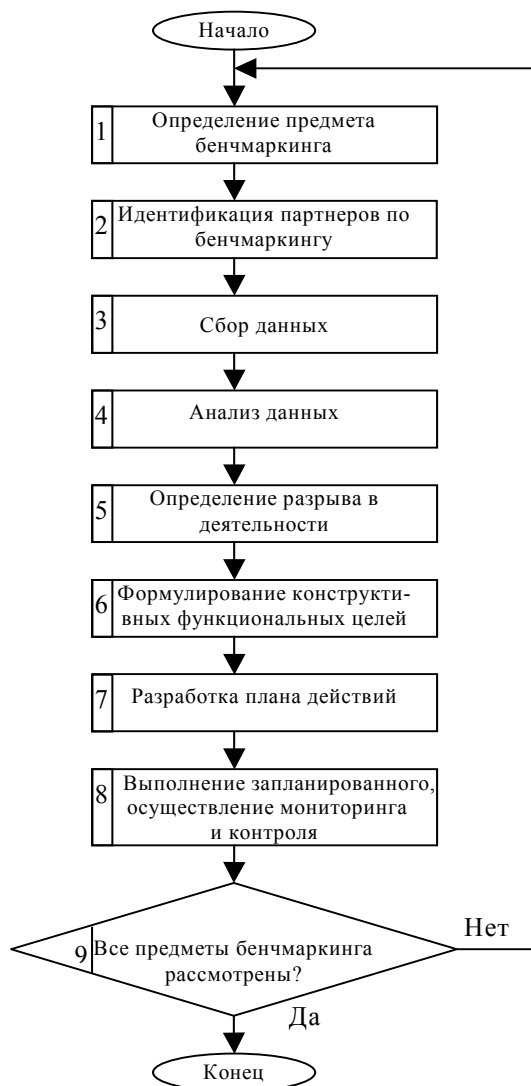 Начало
1
Определение предмета
бенчмаркинга
2
Идентификация партнеров по
бенчмаркингу
3
Сбор данных
4
Анализ данных
5
Определение разрыва в
деятельности
6
Формулирование конструкти-
вных функциональных целей
7
Разработка плана действий
8
Выполнение запланированного,
осуществление мониторинга
и контроля
9
Все предметы бенчмаркинга
рассмотрены?
Нет
Да
Конец